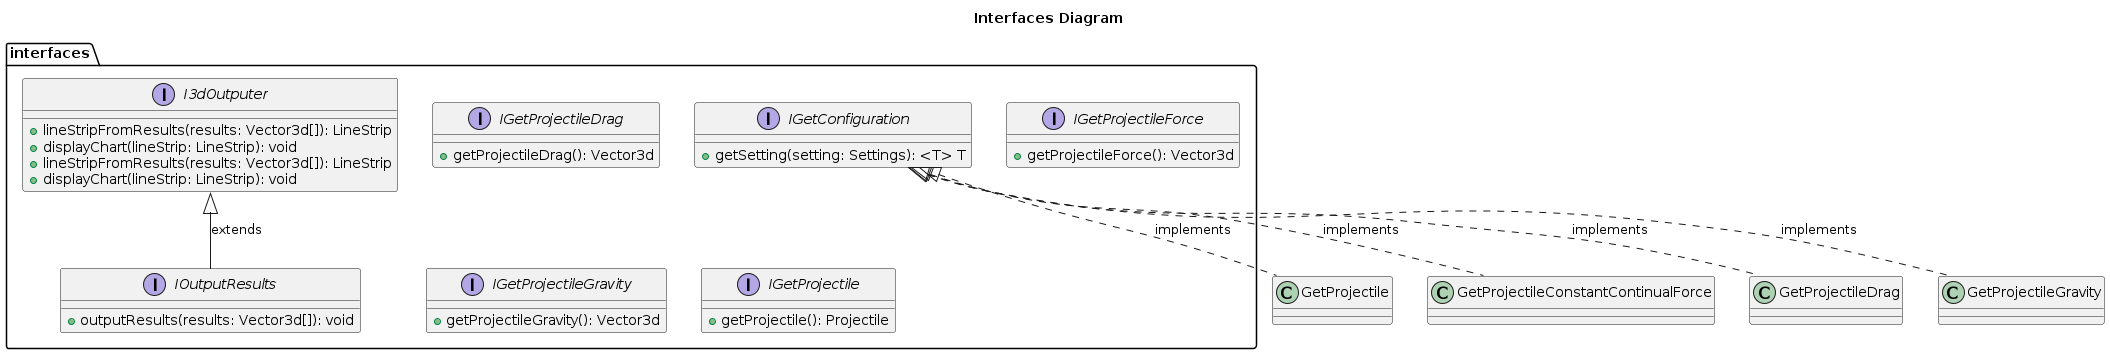 Interfaces Diagram
interfaces
I I3dOutputer
lineStripFromResults(results: Vector3d[]): LineStrip
displayChart(lineStrip: LineStrip): void
lineStripFromResults(results: Vector3d[]): LineStrip
displayChart(lineStrip: LineStrip): void
I IGetProjectileDrag
getProjectileDrag(): Vector3d
I IGetConfiguration
getSetting(setting: Settings): <T> T
I IGetProjectileForce
getProjectileForce(): Vector3d
extends
implements
implements
implements
implements
I IOutputResults
outputResults(results: Vector3d[]): void
I IGetProjectileGravity
getProjectileGravity(): Vector3d
I IGetProjectile
getProjectile(): Projectile
C GetProjectile
C GetProjectileConstantContinualForce
C GetProjectileDrag
C GetProjectileGravity